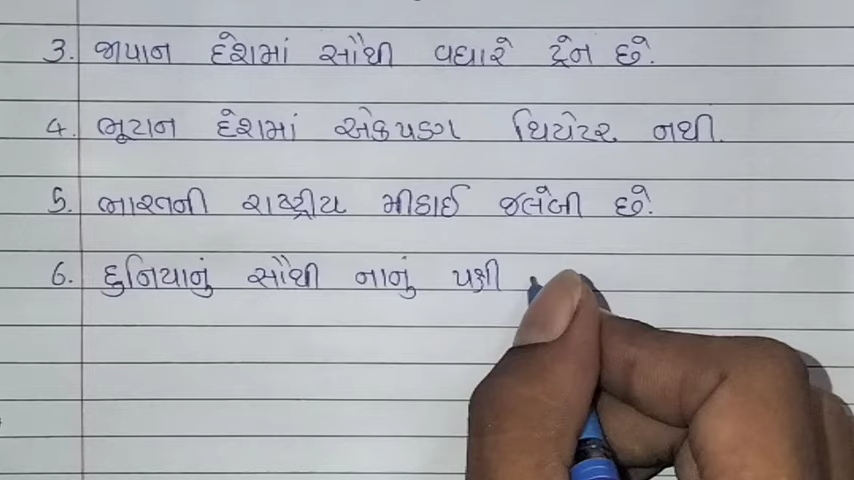 3. જાપાન દેશમાં સૌથી વધારે ટ્રેન છે.
4. ભૂટાન દેશમાં એકપણ થિયેટર નથી.
5. ભારતની રાષ્ટ્રીય મીઠાઈ જલેબી છે.
6. દુનિયાનું સૌથી નાનું પક્ષી